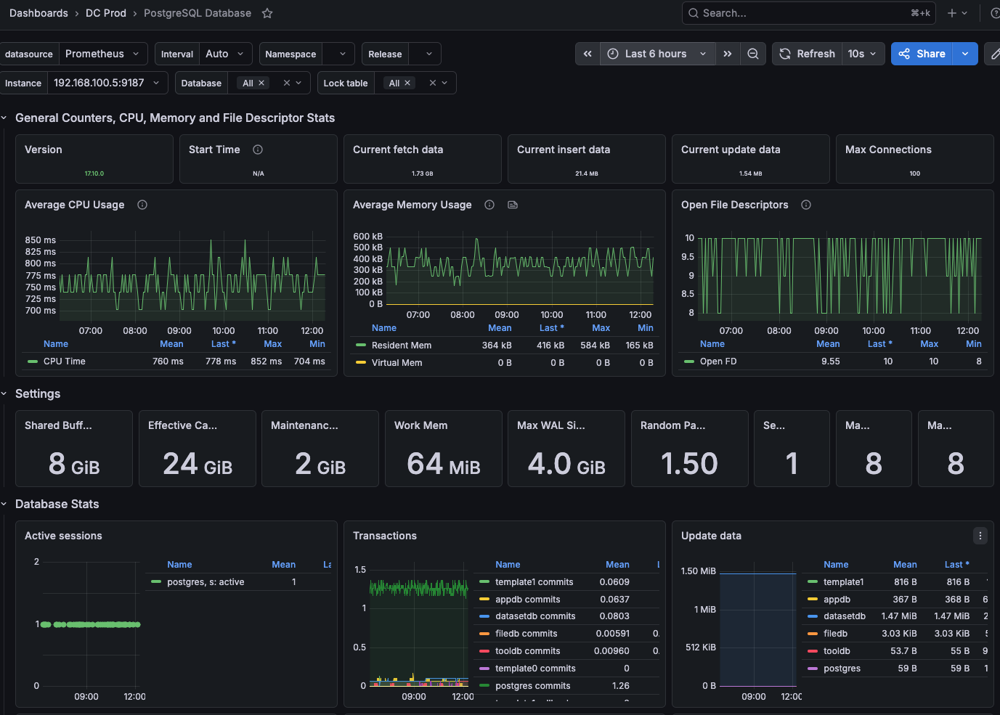 Dashboards › DC Prod › PostgreSQL Database
Search... ⌘+k
datasource Prometheus Interval Auto Namespace Release
Last 6 hours Refresh 10s Share
Instance 192.168.100.5:9187 Database All Lock table All
General Counters, CPU, Memory and File Descriptor Stats
Version
17.10.0
Start Time
N/A
Current fetch data
1.73 GB
Current insert data
21.4 MB
Current update data
1.54 MB
Max Connections
100
Average CPU Usage
850 ms
825 ms
800 ms
775 ms
750 ms
725 ms
700 ms
07:00 08:00 09:00 10:00 11:00 12:00
Name Mean Last * Max Min
CPU Time 760 ms 778 ms 852 ms 704 ms
Average Memory Usage
600 kB
500 kB
400 kB
300 kB
200 kB
100 kB
0 B
07:00 08:00 09:00 10:00 11:00 12:00
Name Mean Last * Max Min
Resident Mem 364 kB 416 kB 584 kB 165 kB
Virtual Mem 0 B 0 B 0 B 0 B
Open File Descriptors
10
9.5
9
8.5
8
07:00 08:00 09:00 10:00 11:00 12:00
Name Mean Last * Max Min
Open FD 9.55 10 10 8
Settings
Shared Buff...
8 GiB
Effective Ca...
24 GiB
Maintenanc...
2 GiB
Work Mem
64 MiB
Max WAL Si...
4.0 GiB
Random Pa...
1.50
Se...
1
Ma...
8
Ma...
8
Database Stats
Active sessions
2
1
0
09:00 12:00
Name Mean La
postgres, s: active 1
Transactions
1.5
1
0.5
0
09:00 12:00
Name Mean
template1 commits 0.0609
appdb commits 0.0637
datasetdb commits 0.0803
filedb commits 0.00591 0.
tooldb commits 0.00960 0.
template0 commits 0
postgres commits 1.26
Update data
1.50 MiB
1 MiB
512 KiB
0 B
09:00 12:00
Name Mean Last *
template1 816 B 816 B
appdb 367 B 368 B 6
datasetdb 1.47 MiB 1.47 MiB 2
filedb 3.03 KiB 3.03 KiB
tooldb 53.7 B 55 B 9
postgres 59 B 59 B 1